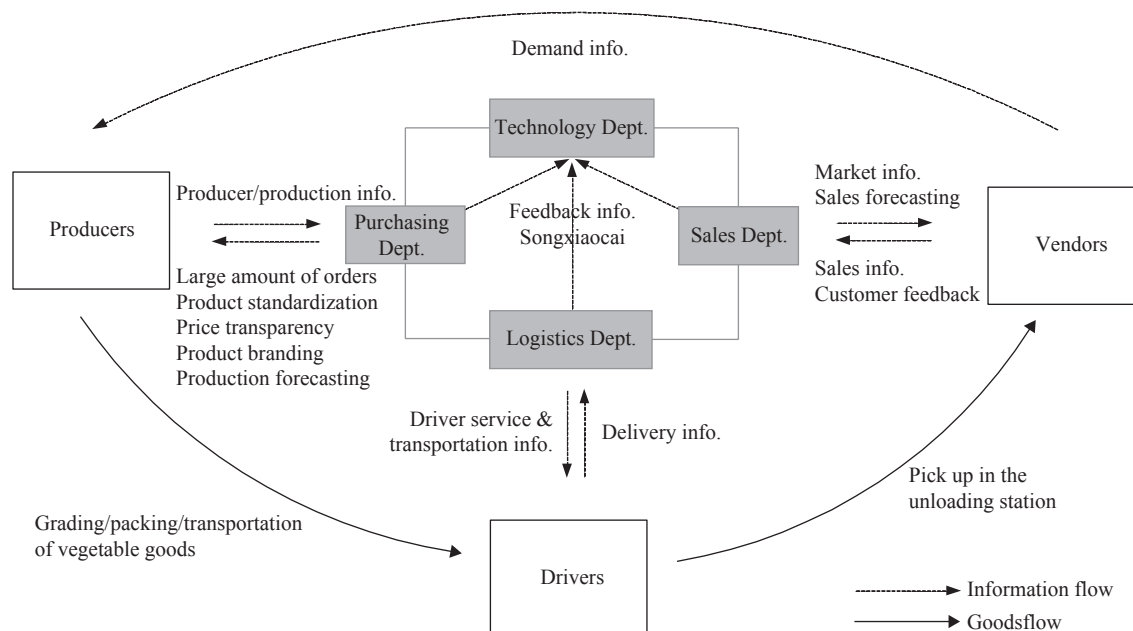 Demand info.
Technology Dept.
Producers
Producer/production info.
Purchasing
Dept.
Feedback info.
Songxiaocai
Sales Dept.
Market info.
Sales forecasting
Vendors
Sales info.
Customer feedback
Large amount of orders
Product standardization
Price transparency
Product branding
Production forecasting
Logistics Dept.
Driver service &
transportation info.
Delivery info.
Pick up in the
unloading station
Grading/packing/transportation
of vegetable goods
Drivers
Information flow
Goodsflow